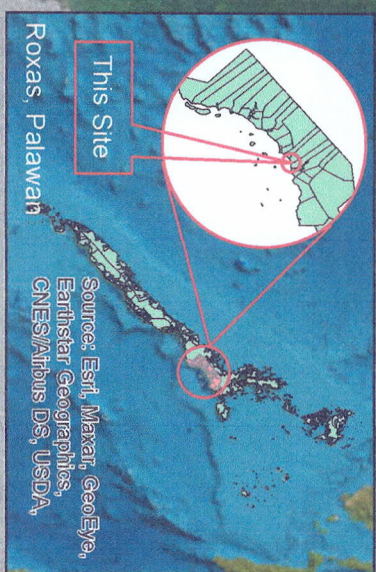 This Site
Roxas, Palawan
Source: Esri, Maxar, GeoEye,
Earthstar Geographics,
CNES/Airbus DS, USDA,